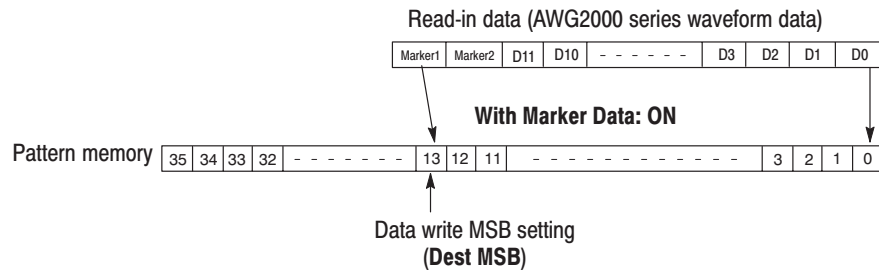 Read-in data (AWG2000 series waveform data)
Marker1 Marker2 D11 D10 - - - - - - D3 D2 D1 D0
With Marker Data: ON
Pattern memory 35 34 33 32 - - - - - - - 13 12 11 - - - - - - - - - - - - - 3 2 1 0
Data write MSB setting
(Dest MSB)